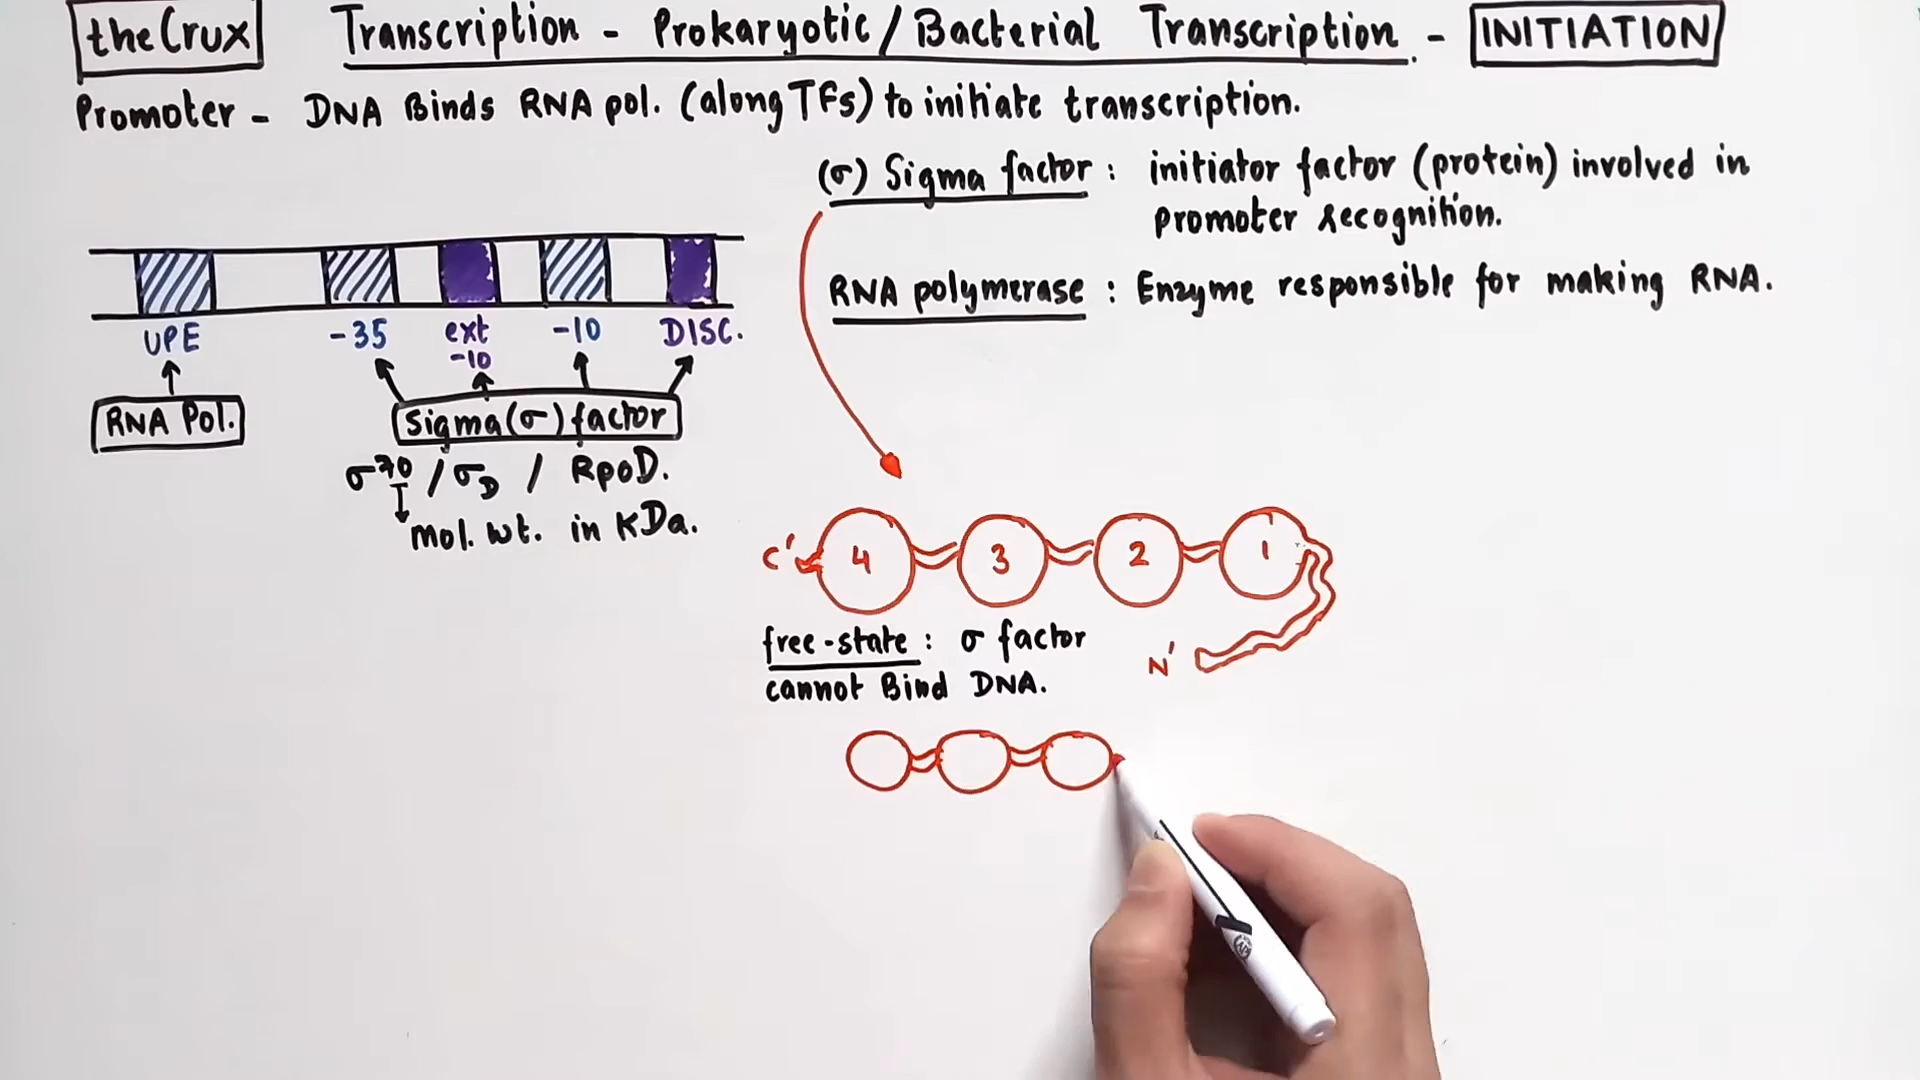 theCrux Transcription - Prokaryotic/Bacterial Transcription - INITIATION
Promoter - DNA Binds RNA pol. (along TFs) to initiate transcription.
(σ) Sigma factor : initiator factor (protein) involved in
promoter recognition.
RNA polymerase : Enzyme responsible for making RNA.
UPE -35 ext -10 -10 DISC.
RNA Pol. Sigma(σ) factor
σ70 / σD / RpoD.
mol. wt. in KDa.
C' 4 3 2 1
N'
free-state : σ factor
cannot Bind DNA.